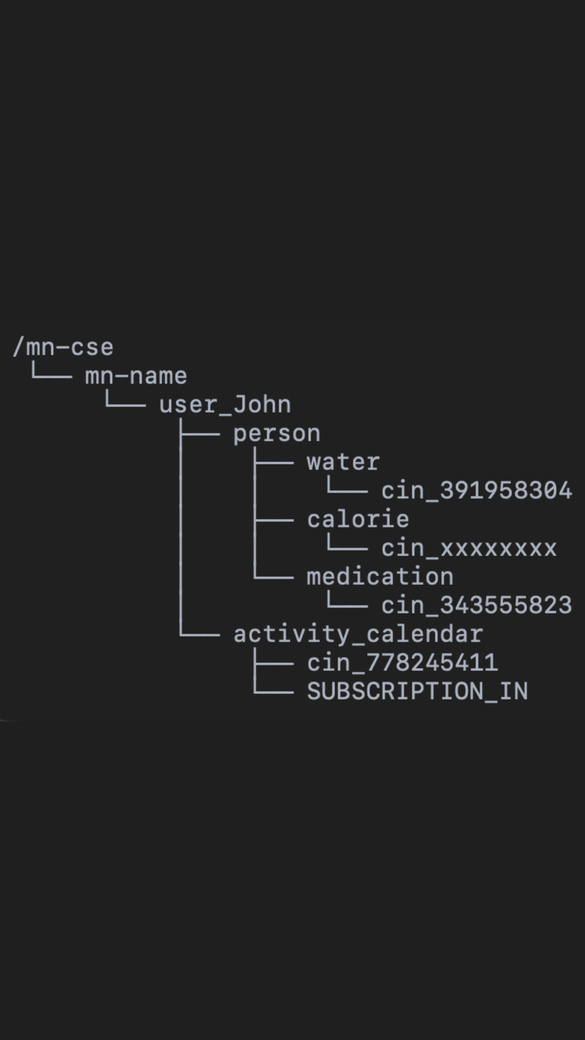 /mn-cse
└── mn-name
└── user_John
├── person
│ ├── water
│ │ └── cin_391958304
│ ├── calorie
│ │ └── cin_xxxxxxxx
│ └── medication
│ └── cin_343555823
└── activity_calendar
├── cin_778245411
└── SUBSCRIPTION_IN